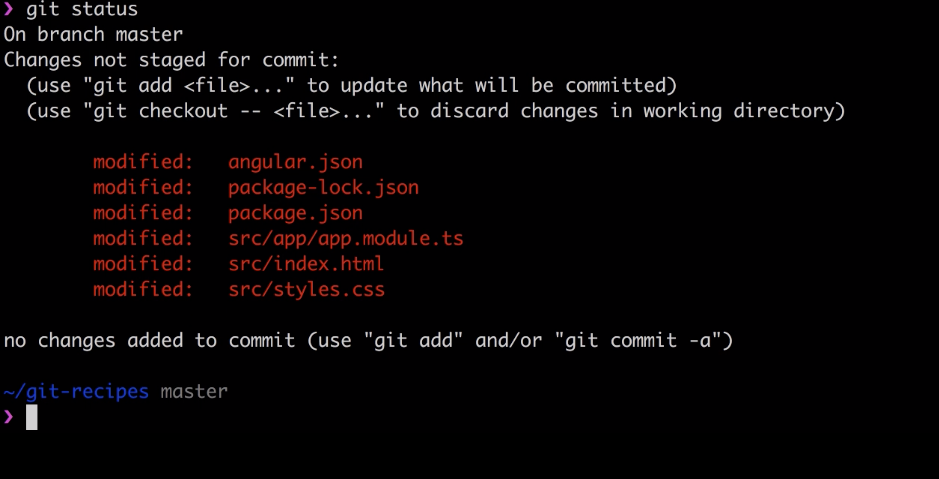 ❯ git status
On branch master
Changes not staged for commit:
  (use "git add <file>..." to update what will be committed)
  (use "git checkout -- <file>..." to discard changes in working directory)

        modified:   angular.json
        modified:   package-lock.json
        modified:   package.json
        modified:   src/app/app.module.ts
        modified:   src/index.html
        modified:   src/styles.css

no changes added to commit (use "git add" and/or "git commit -a")

~/git-recipes master
❯